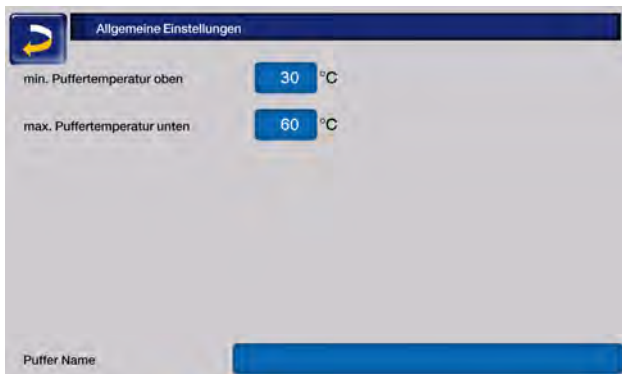 Allgemeine Einstellungen
min. Puffertemperatur oben 30 °C
max. Puffertemperatur unten 60 °C
Puffer Name